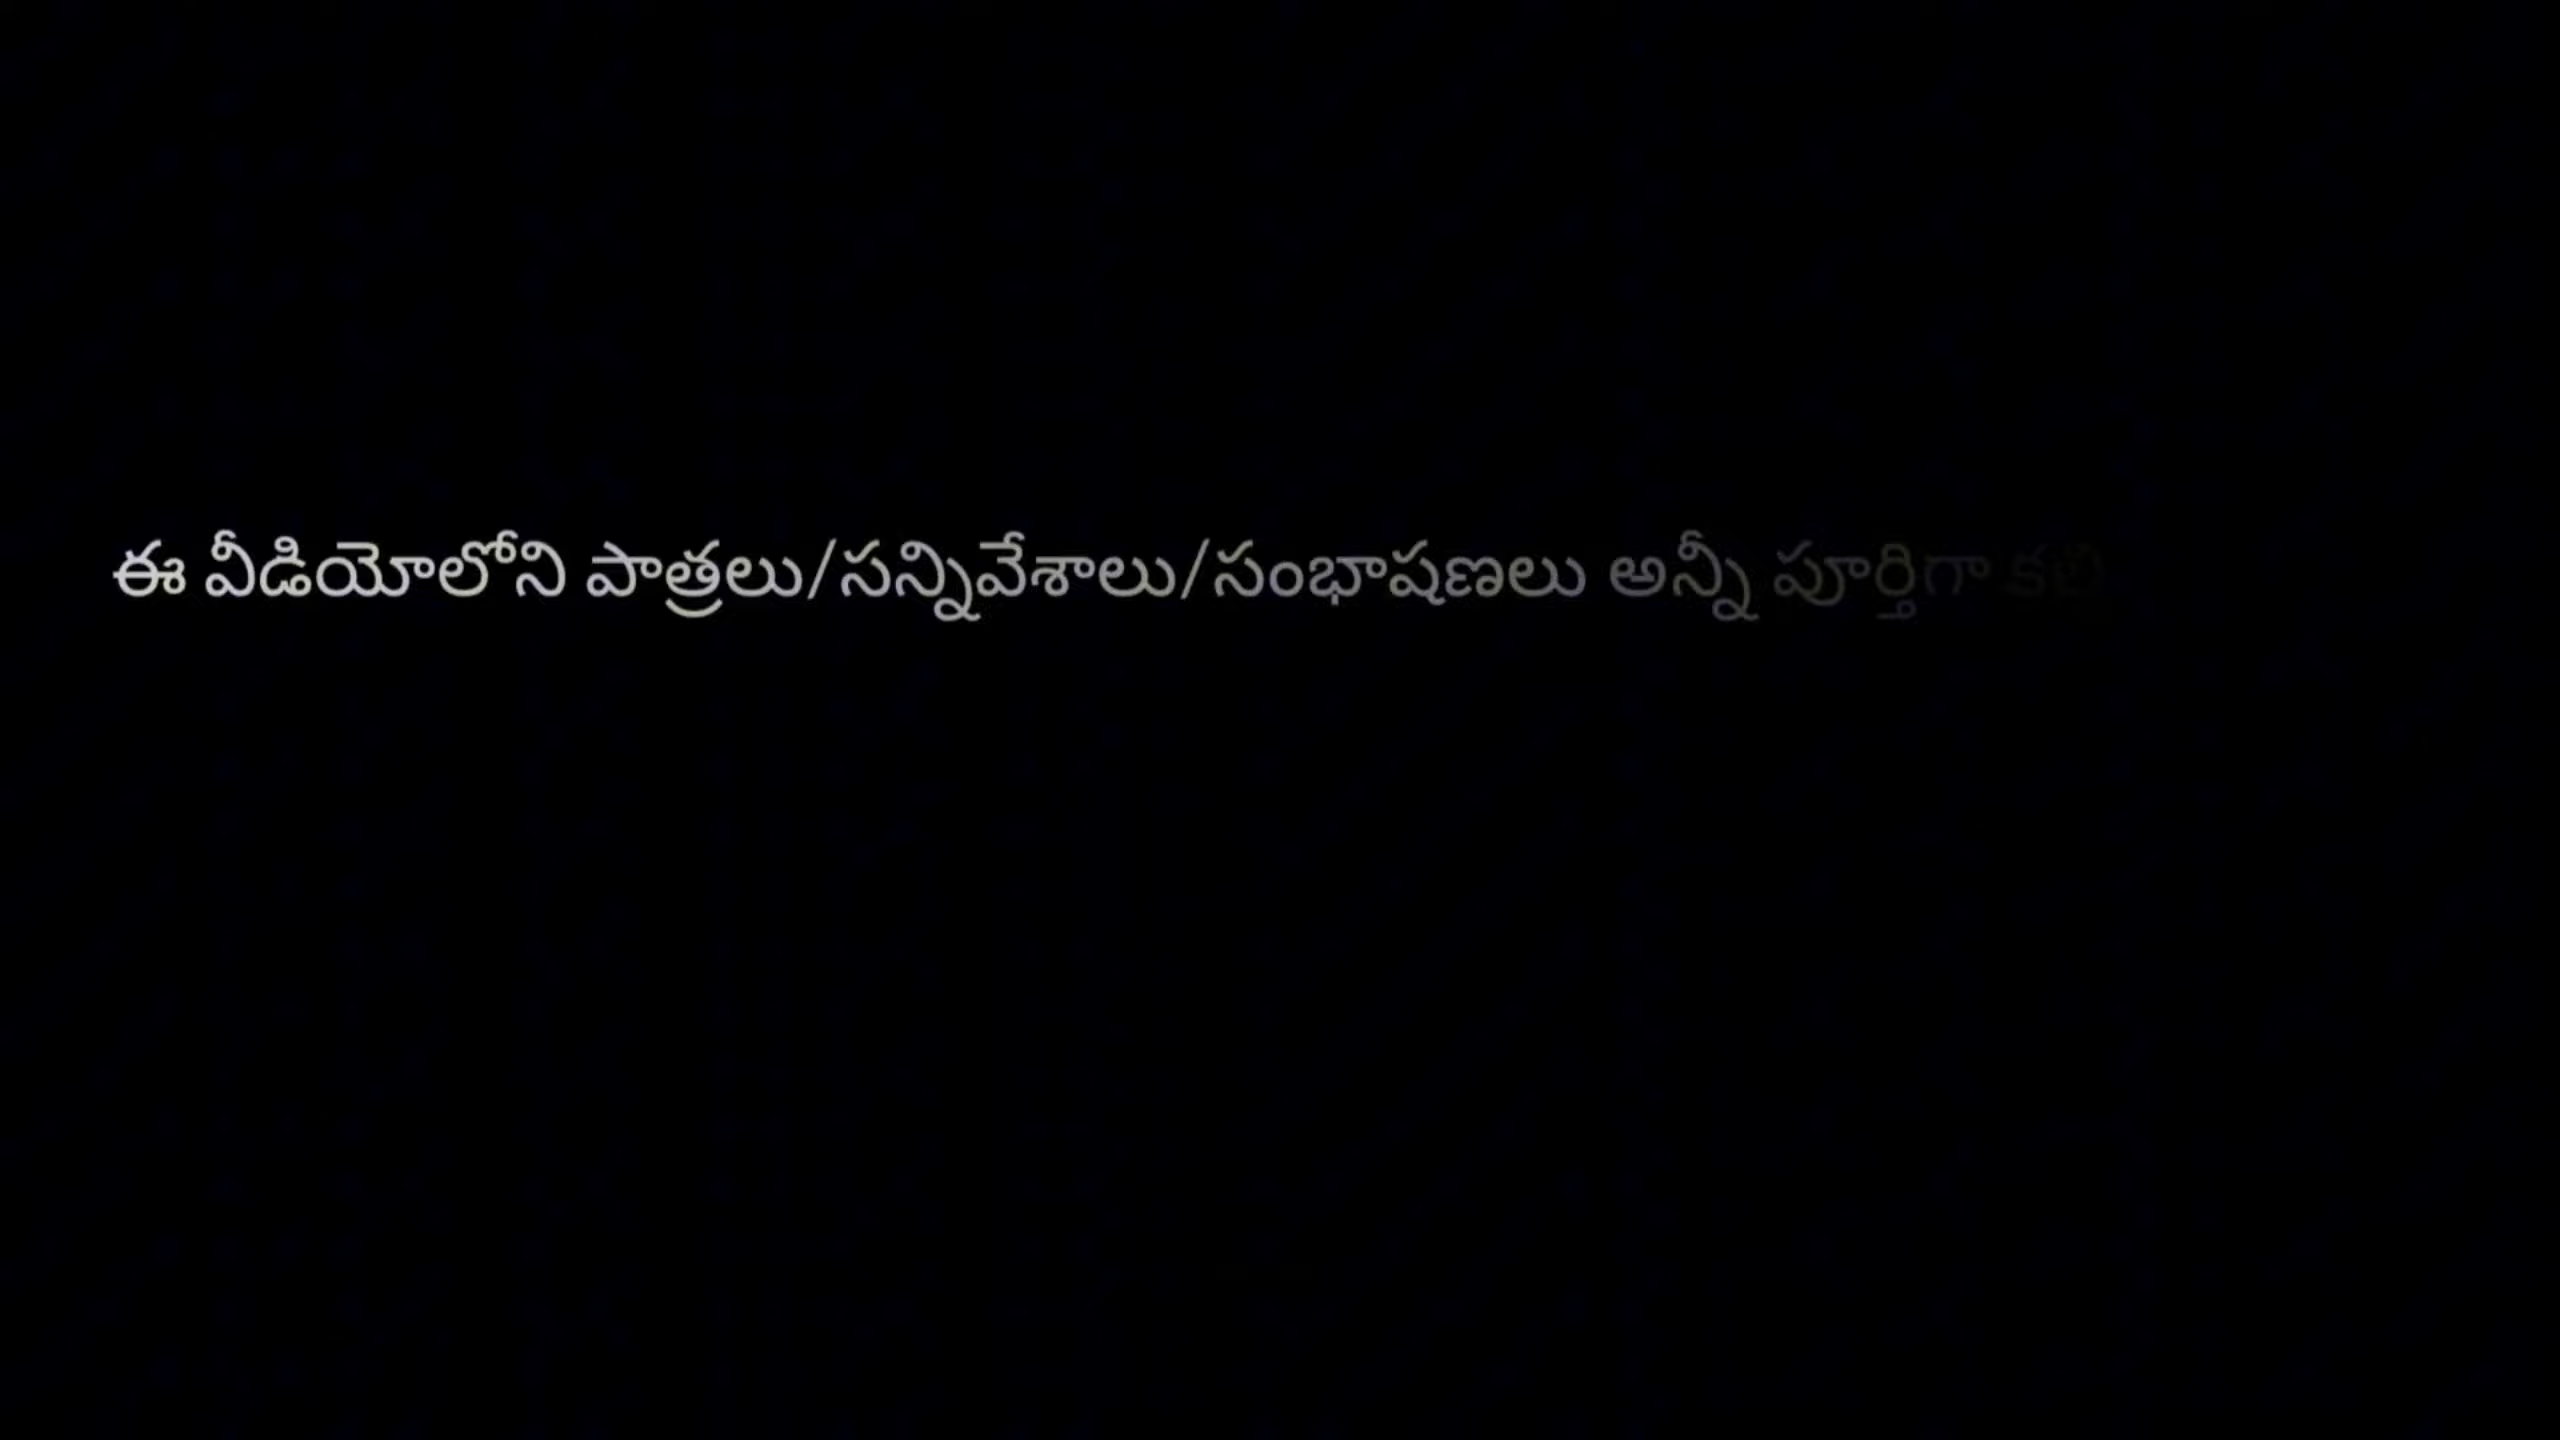 ఈ వీడియోలోని పాత్రలు/సన్నివేశాలు/సంభాషణలు అన్నీ పూర్తిగా